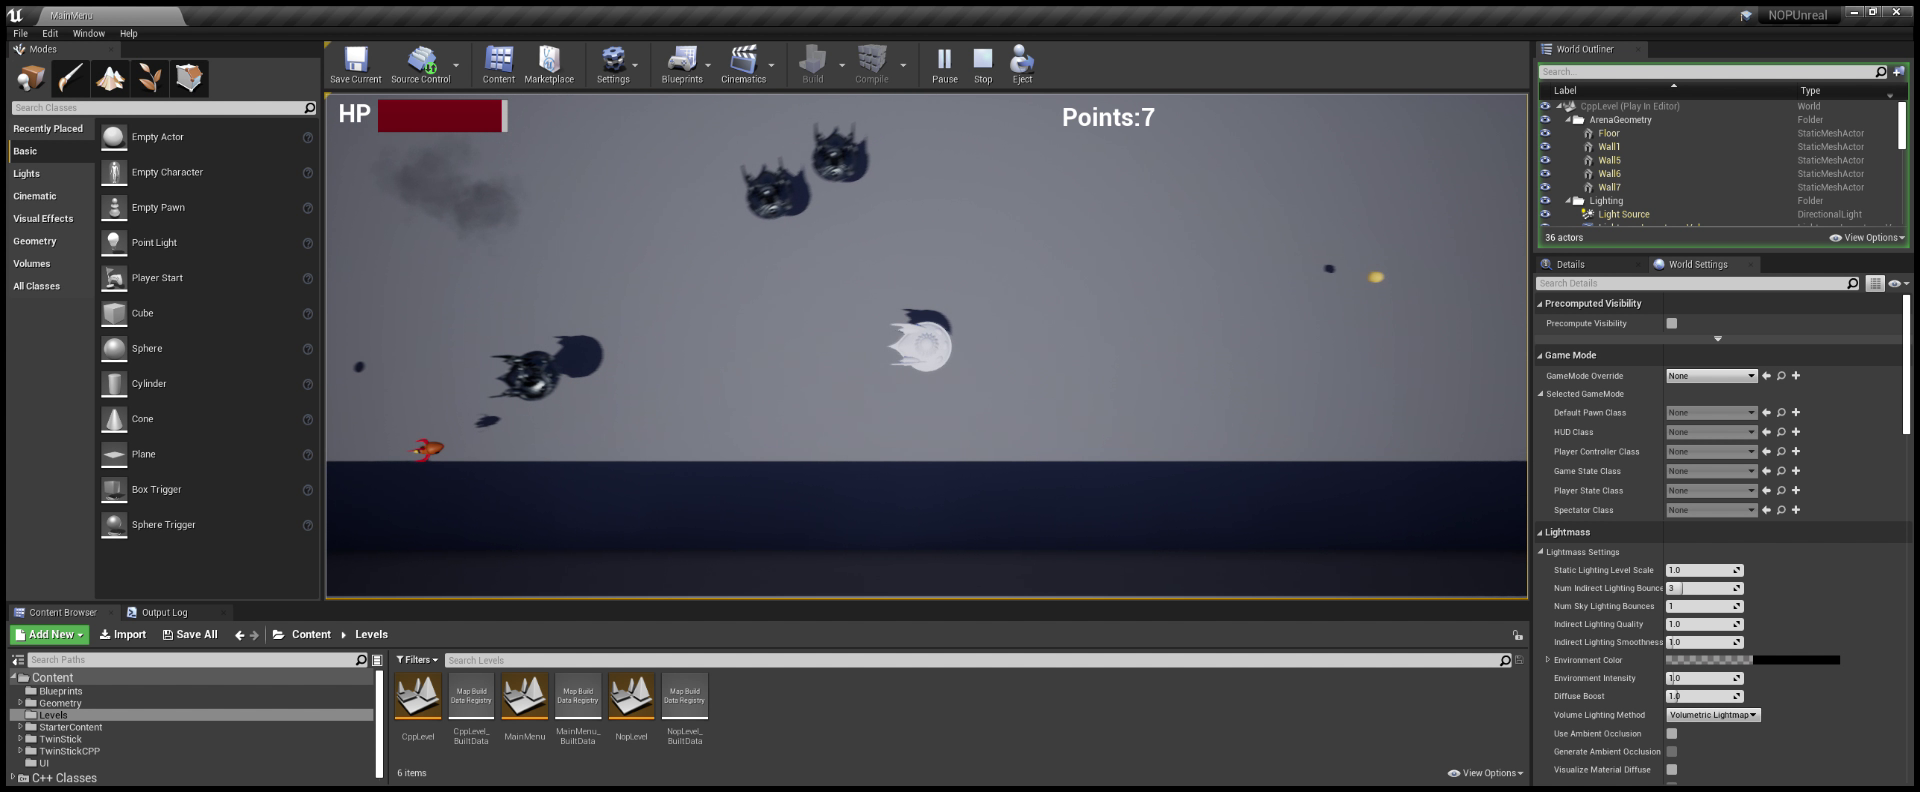 MainMenu
NOPUnreal
File Edit Window Help
Modes
Search Classes
Recently Placed
Basic
Lights
Cinematic
Visual Effects
Geometry
Volumes
All Classes
Empty Actor
Empty Character
Empty Pawn
Point Light
Player Start
Cube
Sphere
Cylinder
Cone
Plane
Box Trigger
Sphere Trigger
Save Current Source Control Content Marketplace Settings Blueprints Cinematics Build Compile Pause Stop Eject
HP
Points:7
World Outliner
Search...
Label Type
CppLevel (Play In Editor) World
ArenaGeometry Folder
Floor StaticMeshActor
Wall1 StaticMeshActor
Wall5 StaticMeshActor
Wall6 StaticMeshActor
Wall7 StaticMeshActor
Lighting Folder
Light Source DirectionalLight
36 actors View Options
Details World Settings
Search Details
Precomputed Visibility
Precompute Visibility
Game Mode
GameMode Override None
Selected GameMode
Default Pawn Class None
HUD Class None
Player Controller Class None
Game State Class None
Player State Class None
Spectator Class None
Lightmass
Lightmass Settings
Static Lighting Level Scale 1.0
Num Indirect Lighting Bounce 3
Num Sky Lighting Bounces 1
Indirect Lighting Quality 1.0
Indirect Lighting Smoothness 1.0
Environment Color
Environment Intensity 1.0
Diffuse Boost 1.0
Volume Lighting Method Volumetric Lightmap
Use Ambient Occlusion
Generate Ambient Occlusion
Visualize Material Diffuse
Content Browser Output Log
Add New Import Save All Content Levels
Search Paths
Content
Blueprints
Geometry
Levels
StarterContent
TwinStick
TwinStickCPP
UI
C++ Classes
Filters Search Levels
Map Build
Data Registry
Map Build
Data Registry
Map Build
Data Registry
CppLevel
CppLevel_
BuiltData
MainMenu
MainMenu_
BuiltData
NopLevel
NopLevel_
BuiltData
6 items View Options